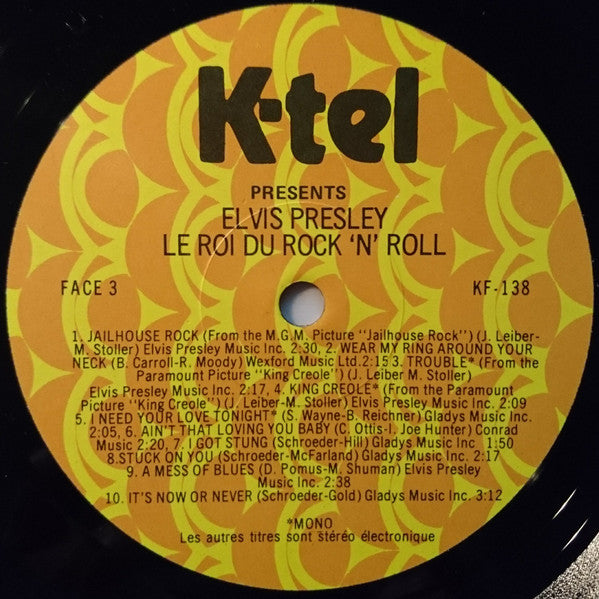 K-tel
PRESENTS
ELVIS PRESLEY
LE ROI DU ROCK 'N' ROLL
FACE 3
KF-138
1. JAILHOUSE ROCK (From the M.G.M. Picture "Jailhouse Rock") (J. Leiber-
M. Stoller) Elvis Presley Music Inc. 2:30, 2. WEAR MY RING AROUND YOUR
NECK (B. Carroll-R. Moody) Wexford Music Ltd. 2:15 3. TROUBLE* (From the
Paramount Picture "King Creole") (J. Leiber M. Stoller)
Elvis Presley Music Inc. 2:17, 4. KING CREOLE* (From the Paramount
Picture "King Creole") (J. Leiber-M. Stoller) Elvis Presley Music Inc. 2:09
5. I NEED YOUR LOVE TONIGHT* (S. Wayne-B. Reichner) Gladys Music Inc.
2:05, 6. AIN'T THAT LOVING YOU BABY (C. Ottis-I. Joe Hunter) Conrad
Music 2:20, 7. I GOT STUNG (Schroeder-Hill) Gladys Music Inc. 1:50
8. STUCK ON YOU (Schroeder-McFarland) Gladys Music Inc. 2:17
9. A MESS OF BLUES (D. Pomus-M. Shuman) Elvis Presley
Music Inc. 2:38
10. IT'S NOW OR NEVER (Schroeder-Gold) Gladys Music Inc. 3:12
*MONO
Les autres titres sont stéréo électronique